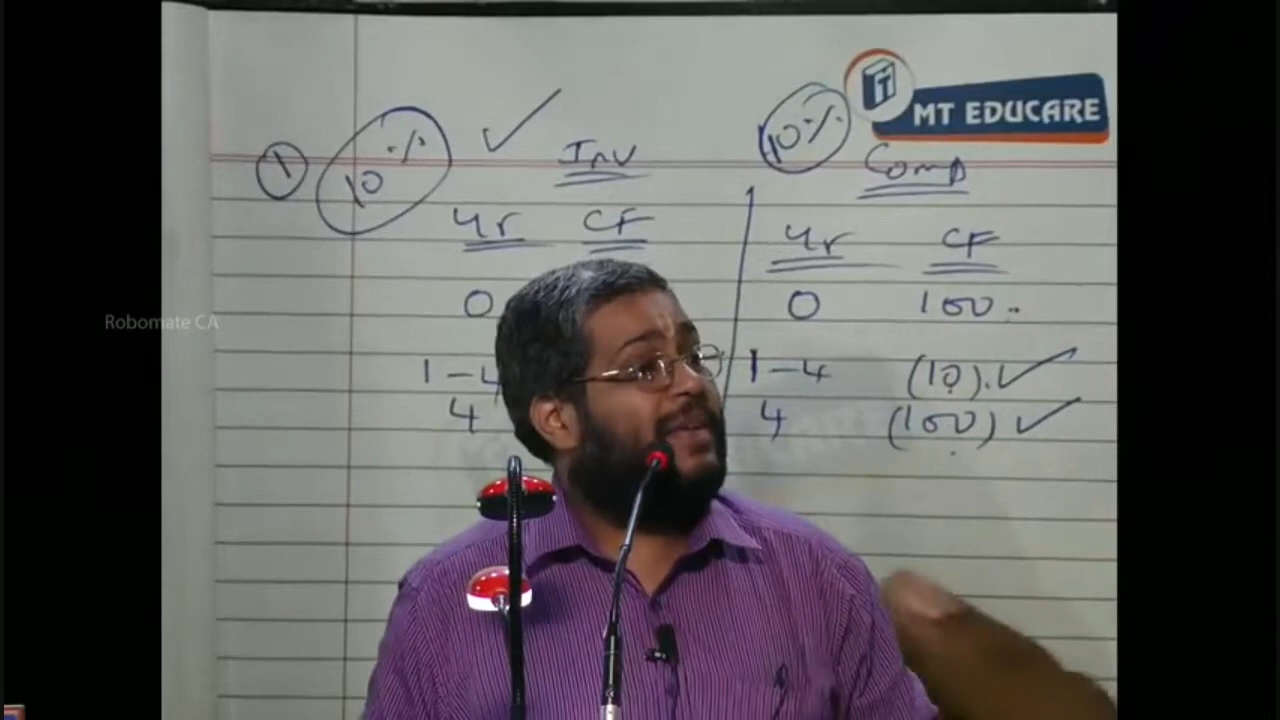 MT EDUCARE
① 10 % ✓ Inv 10% Comp
Yr CF Yr CF
0 0 100
Robomate CA
1-4 1-4 (10) ✓
4 4 (100) ✓